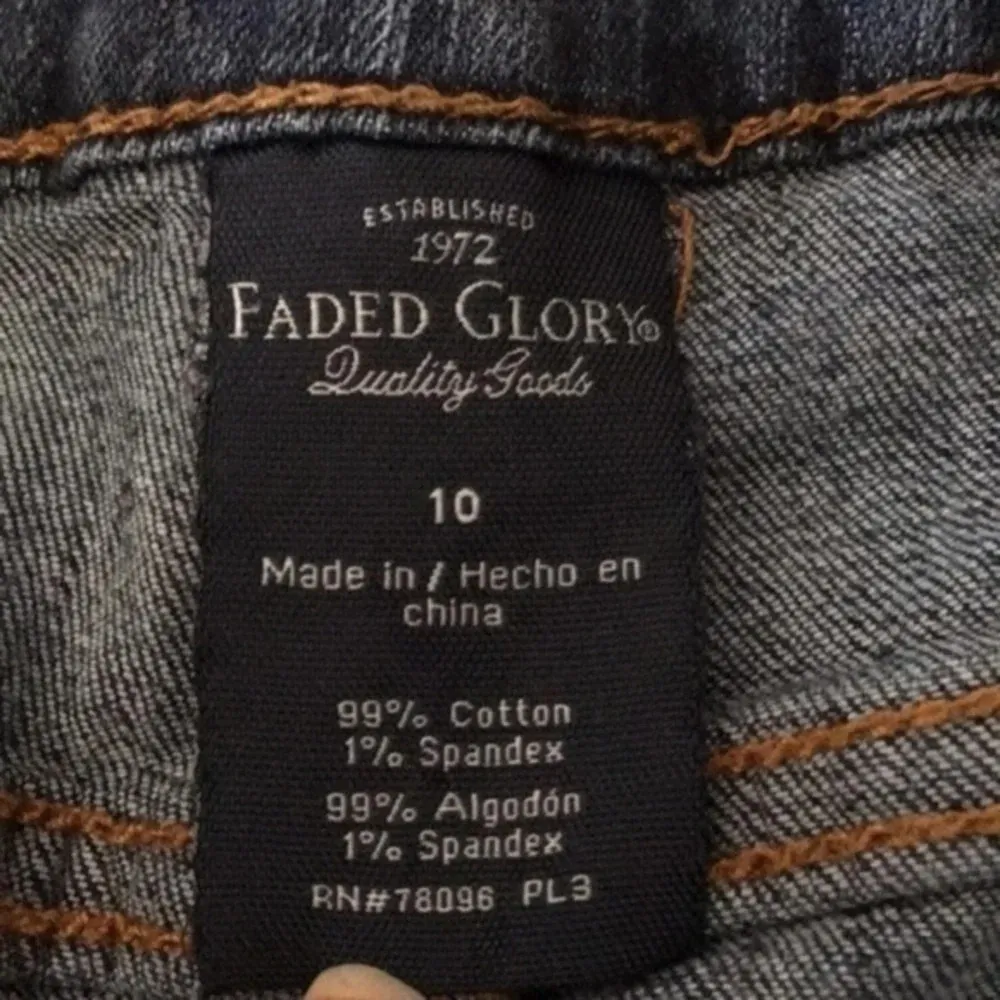 ESTABLISHED
1972
FADED GLORY®
Quality Goods
10
Made in / Hecho en
china
99% Cotton
1% Spandex
99% Algodón
1% Spandex
RN#78096 PL3